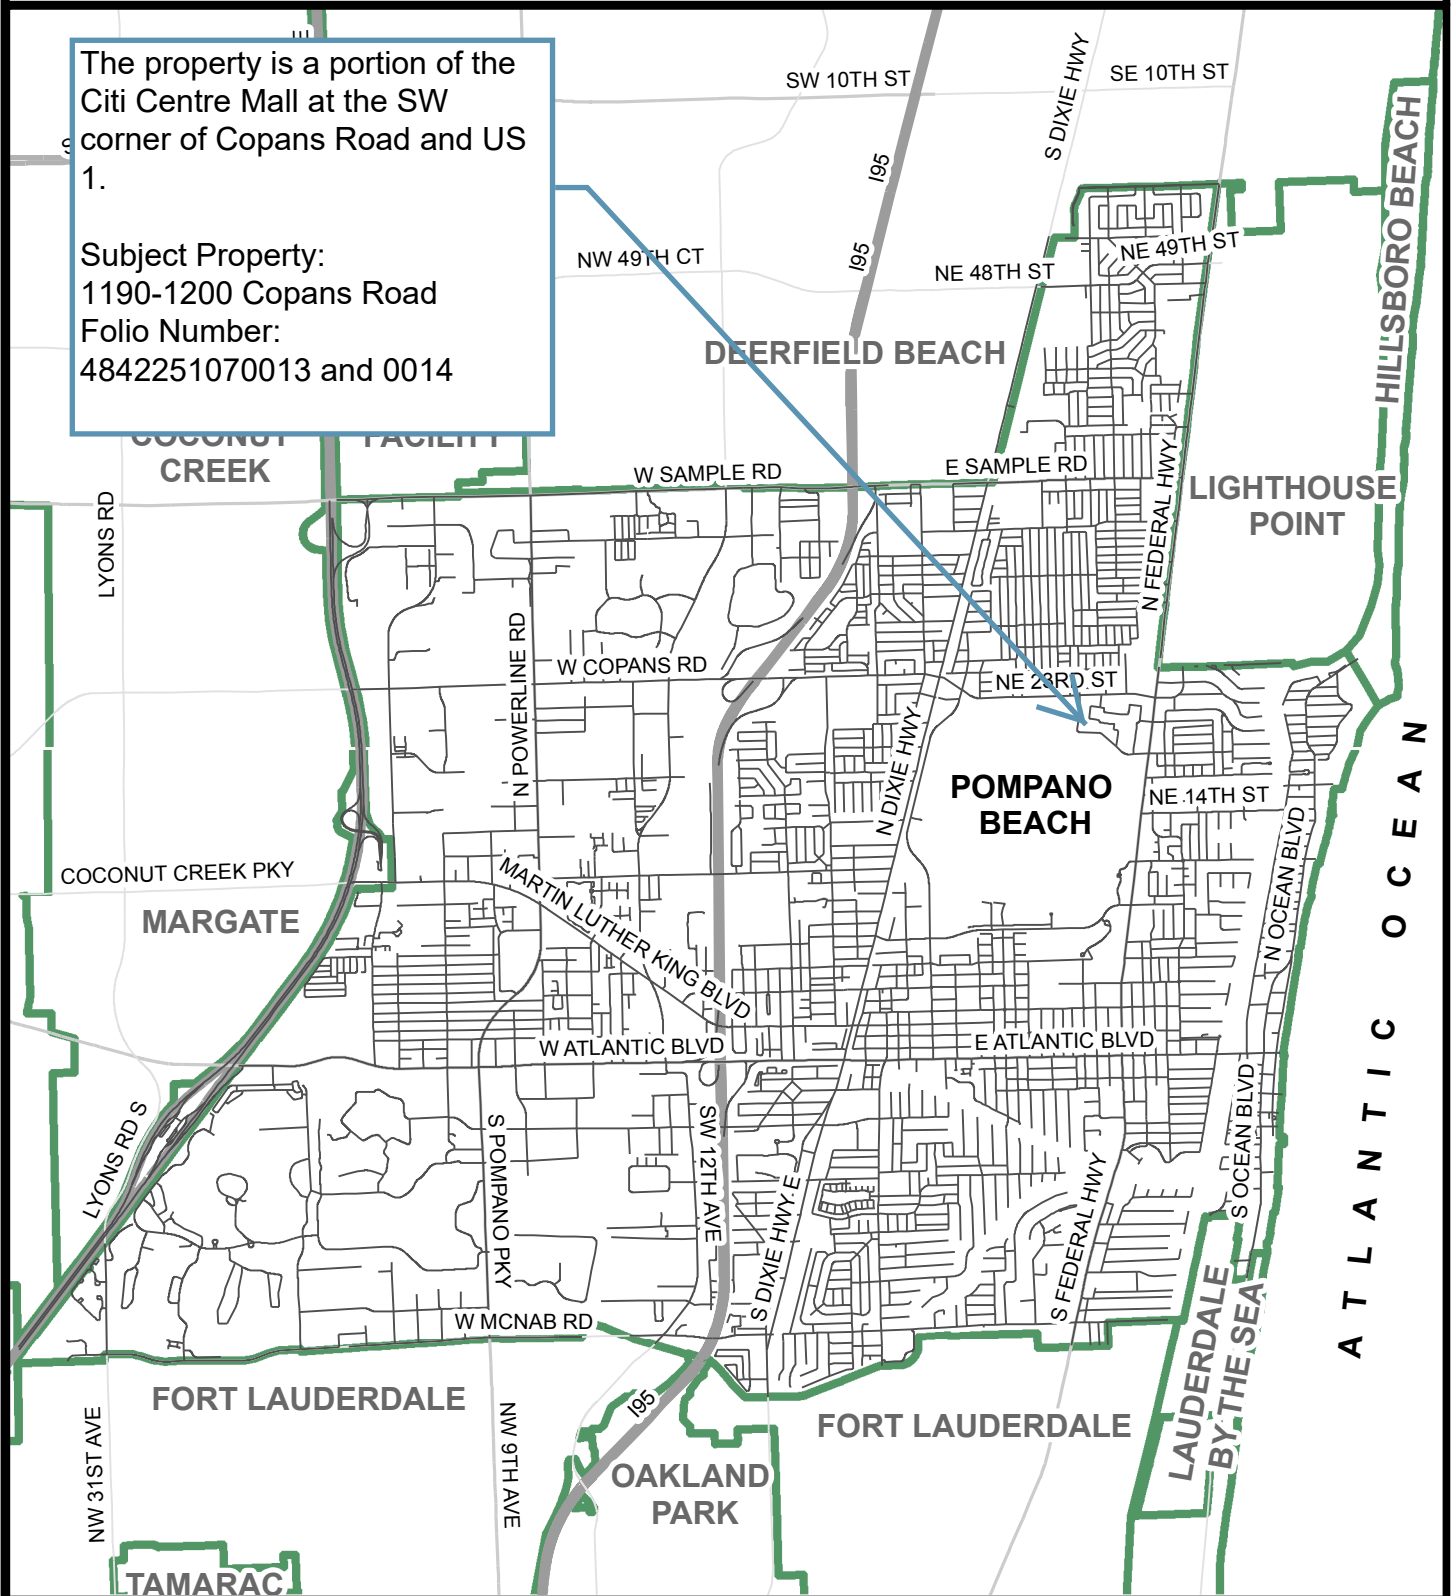 The property is a portion of the
Citi Centre Mall at the SW
corner of Copans Road and US
1.
Subject Property:
1190-1200 Copans Road
Folio Number:
4842251070013 and 0014
SW 10TH ST
SE 10TH ST
S DIXIE HWY
I95
I95
HILLSBORO BEACH
NW 49TH CT
NE 49TH ST
NE 48TH ST
DEERFIELD BEACH
COCONUT
CREEK
FACILITY
W SAMPLE RD
E SAMPLE RD
LYONS RD
N FEDERAL HWY
LIGHTHOUSE
POINT
N POWERLINE RD
W COPANS RD
NE 23RD ST
N DIXIE HWY
POMPANO
BEACH
NE 14TH ST
N OCEAN BLVD
ATLANTIC OCEAN
COCONUT CREEK PKY
MARGATE
MARTIN LUTHER KING BLVD
W ATLANTIC BLVD
E ATLANTIC BLVD
LYONS RD S
S POMPANO PKY
SW 12TH AVE
S DIXIE HWY E
S FEDERAL HWY
S OCEAN BLVD
W MCNAB RD
LAUDERDALE
BY THE SEA
FORT LAUDERDALE
FORT LAUDERDALE
I95
NW 31ST AVE
NW 9TH AVE
OAKLAND
PARK
TAMARAC